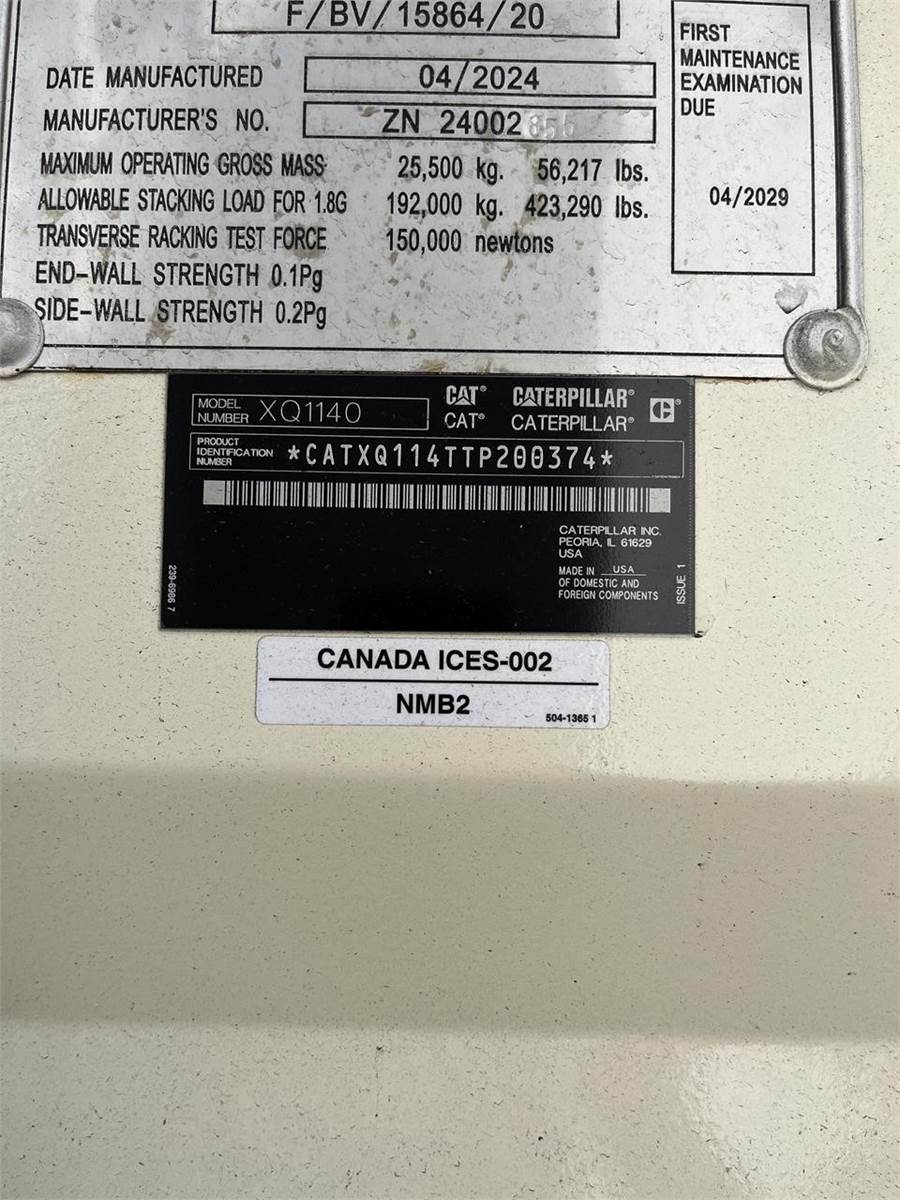 F/BV/15864/20
DATE MANUFACTURED 04/2024
MANUFACTURER'S NO. ZN 24002855
MAXIMUM OPERATING GROSS MASS 25,500 kg. 56,217 lbs.
ALLOWABLE STACKING LOAD FOR 1.8G 192,000 kg. 423,290 lbs.
TRANSVERSE RACKING TEST FORCE 150,000 newtons
END-WALL STRENGTH 0.1Pg
SIDE-WALL STRENGTH 0.2Pg
FIRST
MAINTENANCE
EXAMINATION
DUE
04/2029
MODEL
NUMBER
XQ1140
CAT® CATERPILLAR®
CAT® CATERPILLAR®
PRODUCT
IDENTIFICATION
NUMBER
*CATXQ114TTP200374*
CATERPILLAR INC.
PEORIA, IL 61629
USA
MADE IN USA
OF DOMESTIC AND
FOREIGN COMPONENTS
239-6986 7
ISSUE 1
CANADA ICES-002
NMB2
504-1365 1